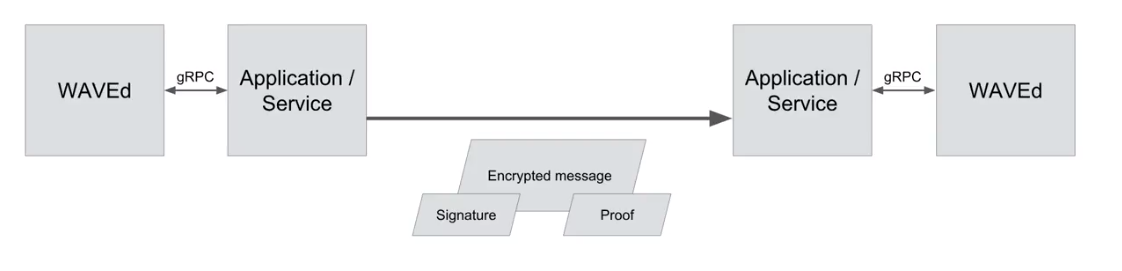 WAVEd
gRPC
Application /
Service
Application /
Service
gRPC
WAVEd
Encrypted message
Signature
Proof